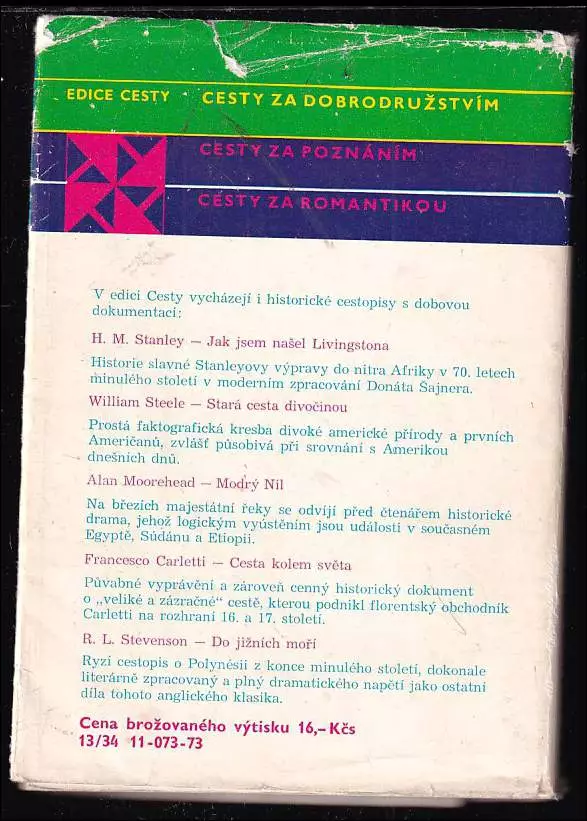 EDICE CESTY · CESTY ZA DOBRODRUŽSTVÍM
CESTY ZA POZNÁNÍM
CESTY ZA ROMANTIKOU
V edici Cesty vycházejí i historické cestopisy s dobovou
dokumentací:
H. M. Stanley — Jak jsem našel Livingstona
Historie slavné Stanleyovy výpravy do nitra Afriky v 70. letech
minulého století v moderním zpracování Donáta Šajnera.
William Steele — Stará cesta divočinou
Prostá faktografická kresba divoké americké přírody a prvních
Američanů, zvlášť působivá při srovnání s Amerikou
dnešních dnů.
Alan Moorehead — Modrý Nil
Na březích majestátní řeky se odvíjí před čtenářem historické
drama, jehož logickým vyústěním jsou události v současném
Egyptě, Súdánu a Etiopii.
Francesco Carletti — Cesta kolem světa
Půvabné vyprávění a zároveň cenný historický dokument
o „veliké a zázračné“ cestě, kterou podnikl florentský obchodník
Carletti na rozhraní 16. a 17. století.
R. L. Stevenson — Do jižních moří
Ryzí cestopis o Polynésii z konce minulého století, dokonale
literárně zpracovaný a plný dramatického napětí jako ostatní
díla tohoto anglického klasika.
Cena brožovaného výtisku 16,– Kčs
13/34 11-073-73